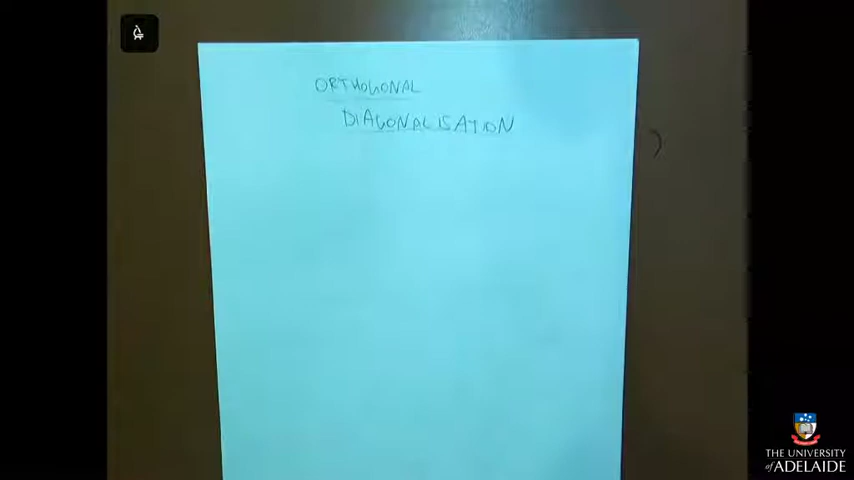 ORTHOGONAL
DIAGONALISATION
THE UNIVERSITY
of ADELAIDE